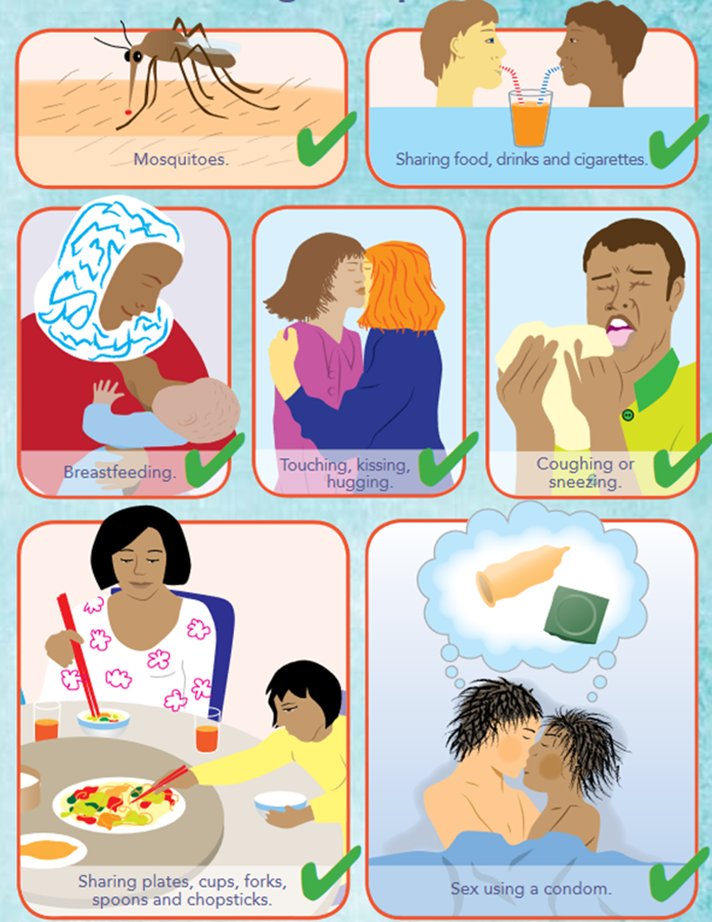 Mosquitoes.
Sharing food, drinks and cigarettes.
Breastfeeding.
Touching, kissing,
hugging.
Coughing or
sneezing.
Sharing plates, cups, forks,
spoons and chopsticks.
Sex using a condom.